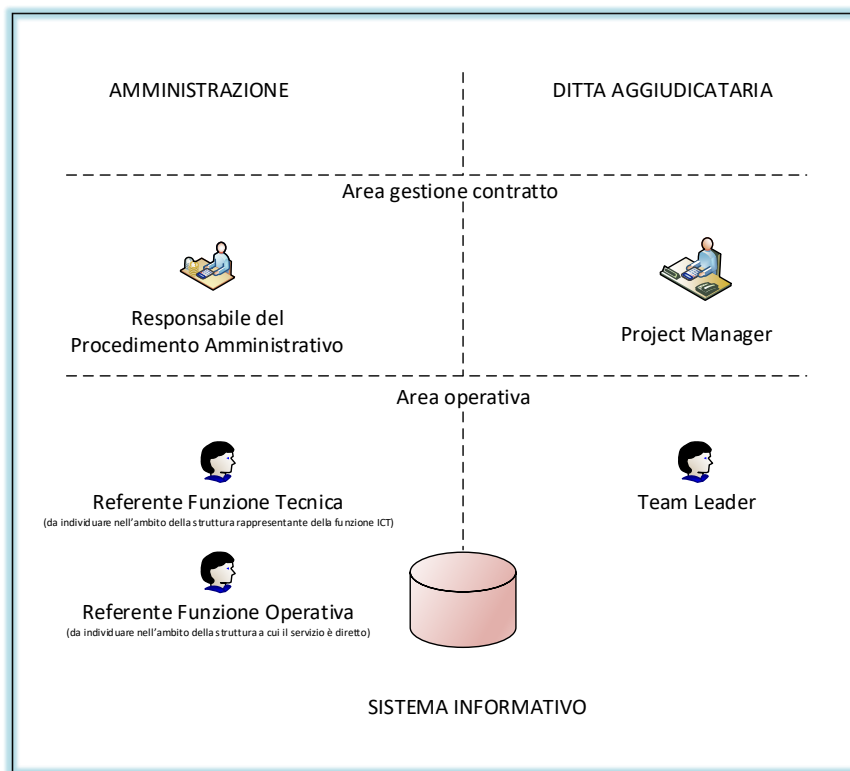 AMMINISTRAZIONE
DITTA AGGIUDICATARIA
Area gestione contratto
Responsabile del
Procedimento Amministrativo
Project Manager
Area operativa
Referente Funzione Tecnica
(da individuare nell'ambito della struttura rappresentante della funzione ICT)
Team Leader
Referente Funzione Operativa
(da individuare nell'ambito della struttura a cui il servizio è diretto)
SISTEMA INFORMATIVO